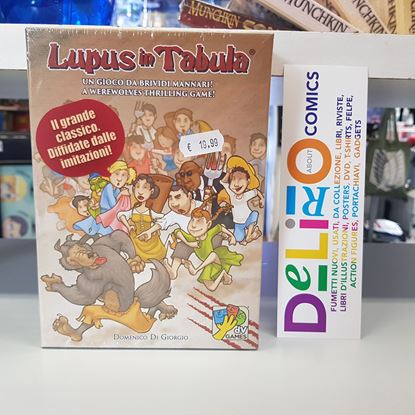 MUNCHKIN
MUNCHKIN
Lupus in Tabula®
UN GIOCO DA BRIVIDI MANNARI!
A WEREWOLVES THRILLING GAME!
Il grande
classico.
Diffidate dalle
imitazioni!
€ 19,99
dV
GAMES
DOMENICO DI GIORGIO
DeLiRiO
ABOUT
COMICS
FUMETTI NUOVI, USATI, DA COLLEZIONE, LIBRI, RIVISTE,
LIBRI D'ILLUSTRAZIONI, POSTERS, DVD, T-SHIRTS, FELPE,
ACTION FIGURES, PORTACHIAVI, GADGETS